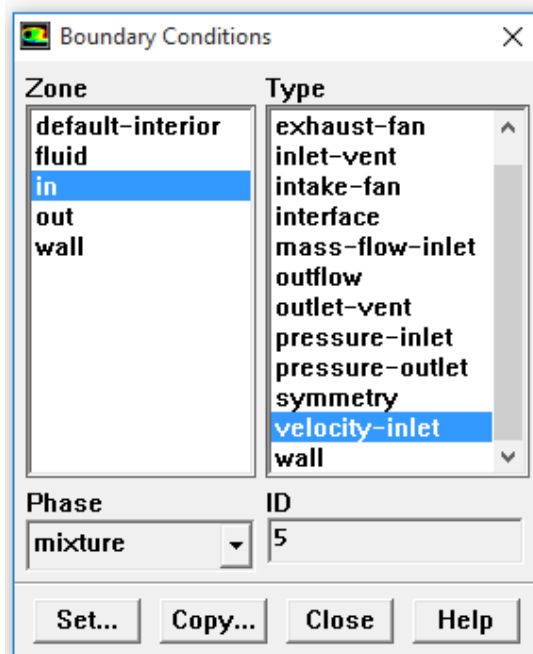 Boundary Conditions
Zone
default-interior
fluid
in
out
wall
Type
exhaust-fan
inlet-vent
intake-fan
interface
mass-flow-inlet
outflow
outlet-vent
pressure-inlet
pressure-outlet
symmetry
velocity-inlet
wall
Phase
mixture
ID
5
Set...
Copy...
Close
Help